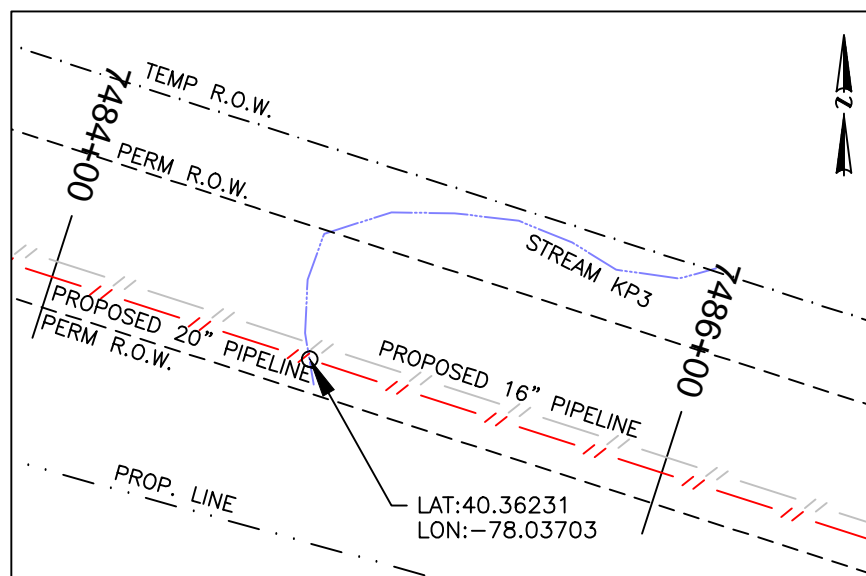 TEMP R.O.W.
7484+00
PERM R.O.W.
N
STREAM KP3
7486+00
PROPOSED 20” PIPELINE
PERM R.O.W.
PROPOSED 16” PIPELINE
PROP. LINE
LAT:40.36231
LON:−78.03703